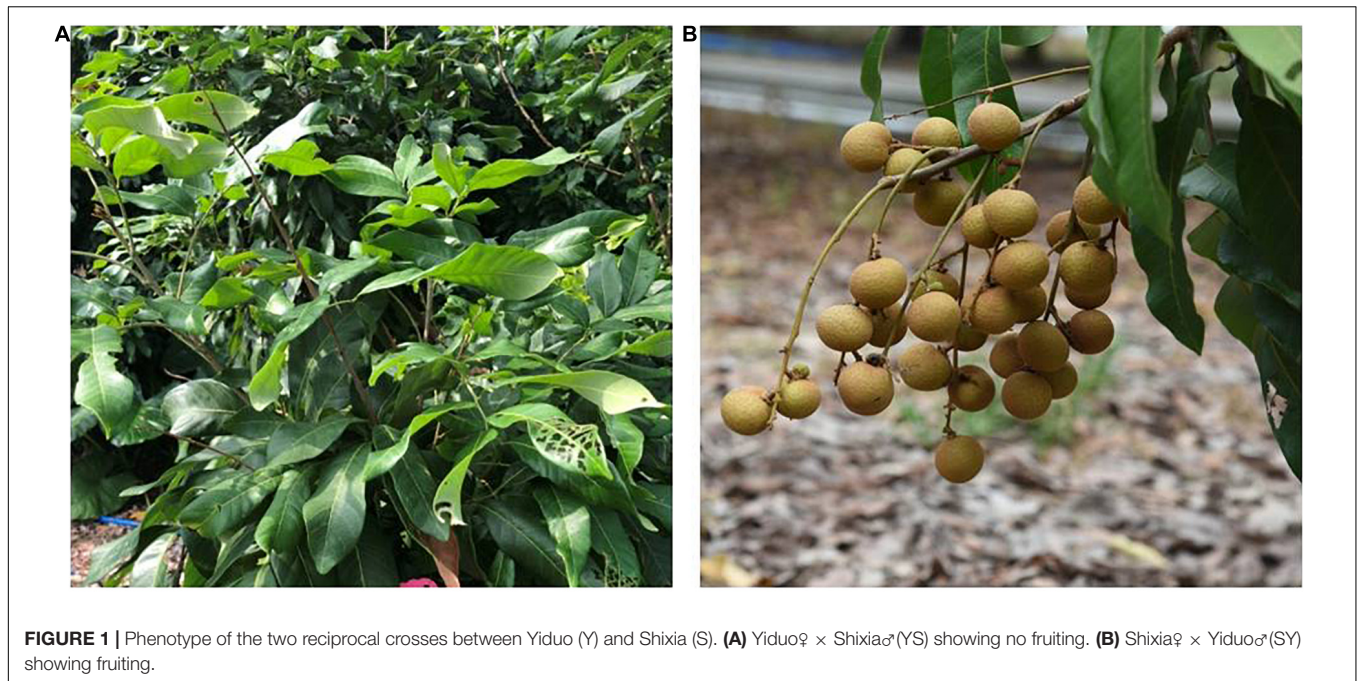 A
B
FIGURE 1 | Phenotype of the two reciprocal crosses between Yiduo (Y) and Shixia (S). (A) Yiduo♀ × Shixia♂(YS) showing no fruiting. (B) Shixia♀ × Yiduo♂(SY)
showing fruiting.